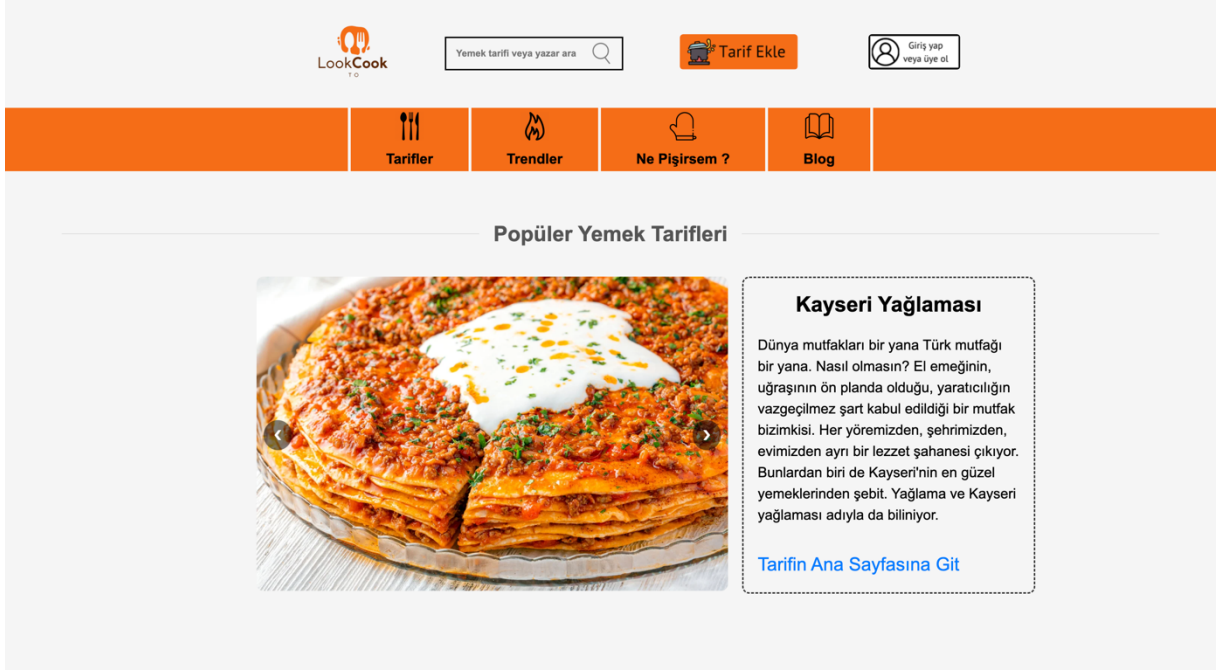 LookCook
TO
Yemek tarifi veya yazar ara
Tarif Ekle
Giriş yap
veya üye ol
Tarifler
Trendler
Ne Pişirsem ?
Blog
Popüler Yemek Tarifleri
Kayseri Yağlaması
Dünya mutfakları bir yana Türk mutfağı
bir yana. Nasıl olmasın? El emeğinin,
uğraşının ön planda olduğu, yaratıcılığın
vazgeçilmez şart kabul edildiği bir mutfak
bizimkisi. Her yöremizden, şehrimizden,
evimizden ayrı bir lezzet şahanesi çıkıyor.
Bunlardan biri de Kayseri'nin en güzel
yemeklerinden şebit. Yağlama ve Kayseri
yağlaması adıyla da biliniyor.
Tarifin Ana Sayfasına Git